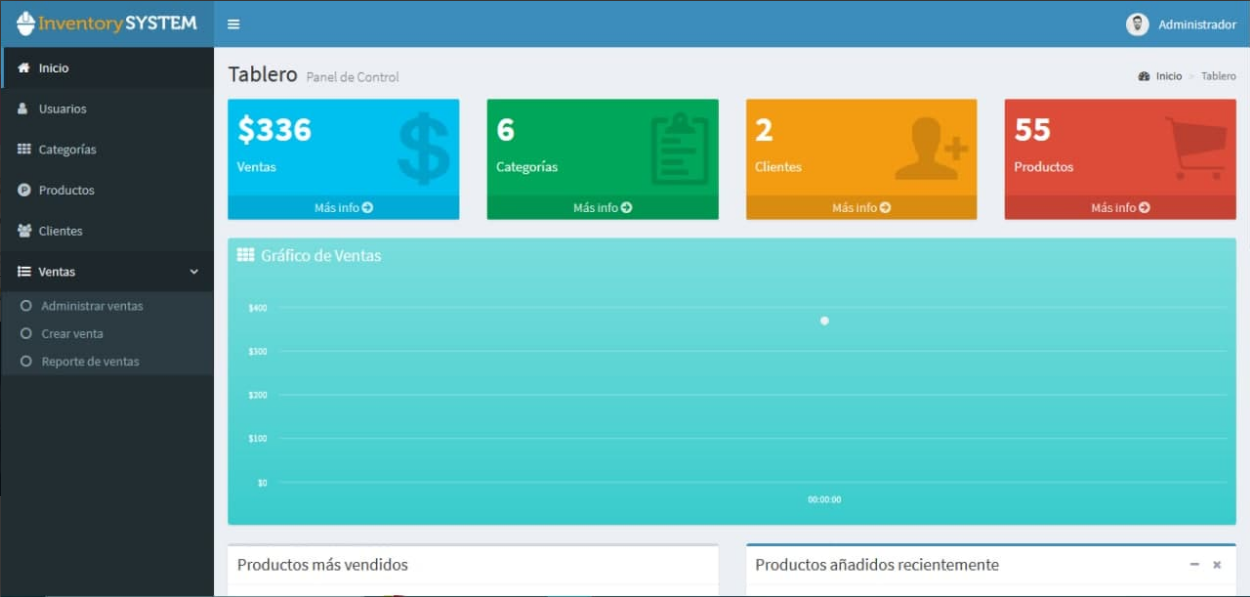 Inventory SYSTEM
Administrador
Inicio
Usuarios
Categorías
Productos
Clientes
Ventas
Administrar ventas
Crear venta
Reporte de ventas
Tablero Panel de Control
Inicio > Tablero
$336
Ventas
Más info
6
Categorías
Más info
2
Clientes
Más info
55
Productos
Más info
Gráfico de Ventas
$400
$300
$200
$100
$0
00:00:00
Productos más vendidos
Productos añadidos recientemente